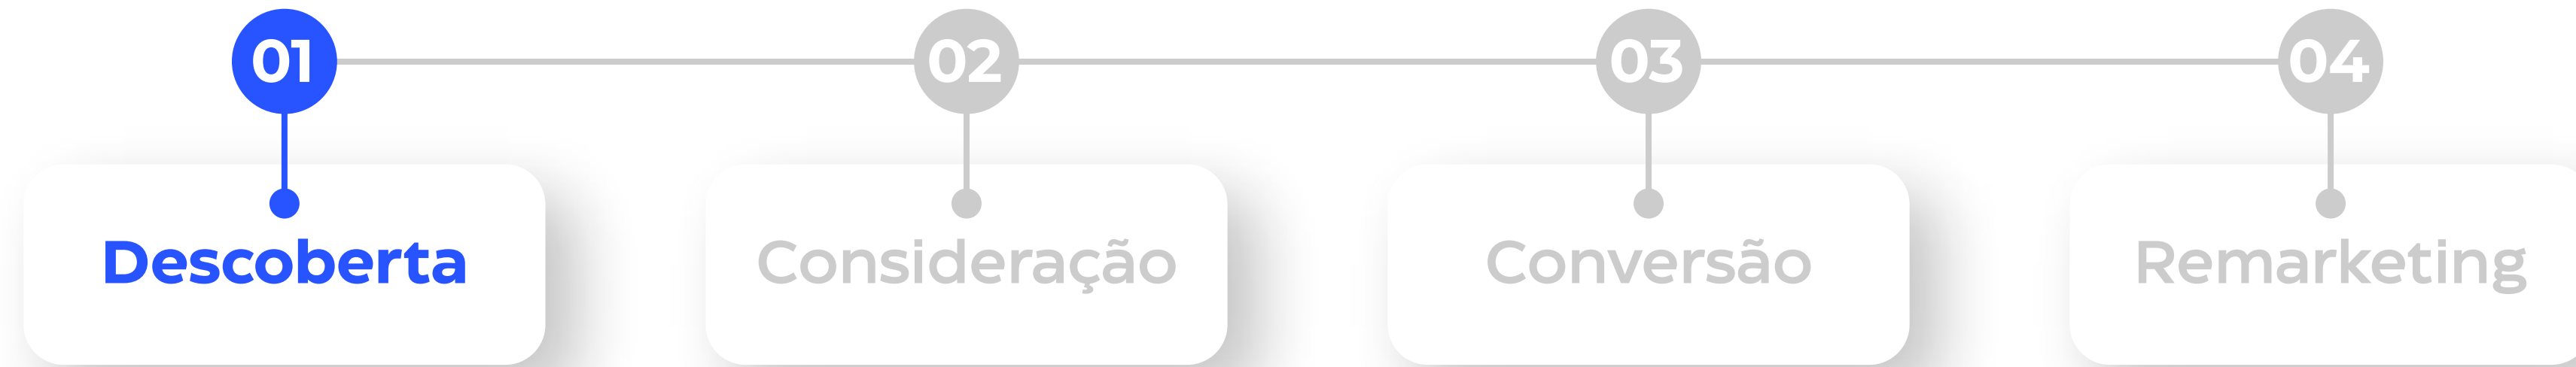 01
02
03
04
Descoberta
Consideração
Conversão
Remarketing